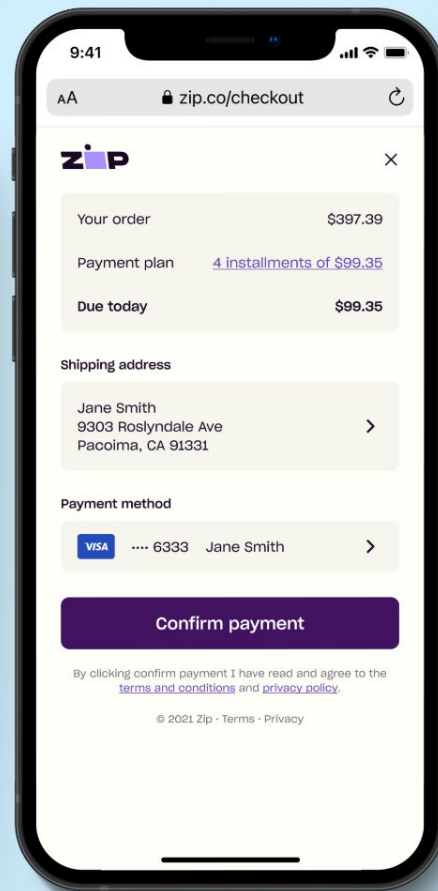 9:41
AA zip.co/checkout
zip
Your order $397.39
Payment plan 4 installments of $99.35
Due today $99.35
Shipping address
Jane Smith
9303 Roslyndale Ave
Pacoima, CA 91331
Payment method
VISA •••• 6333 Jane Smith
Confirm payment
By clicking confirm payment I have read and agree to the
terms and conditions and privacy policy.
© 2021 Zip · Terms · Privacy